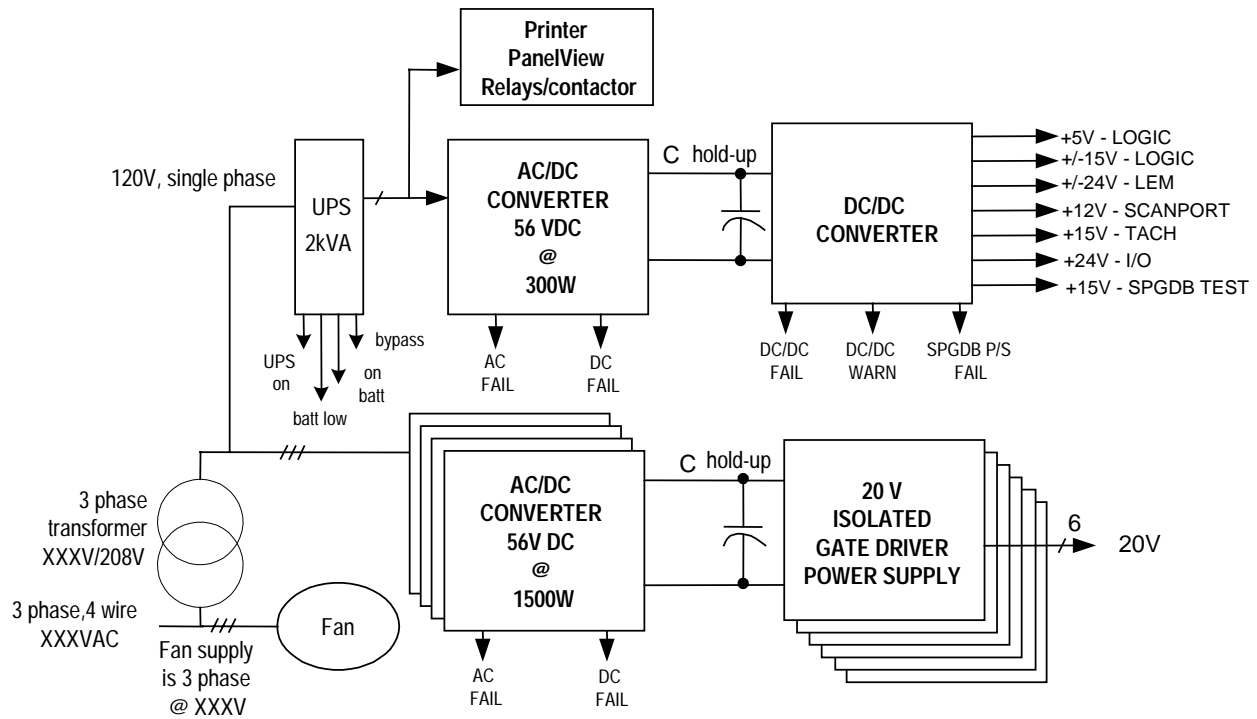 Printer
PanelView
Relays/contactor
120V, single phase
UPS
2kVA
AC/DC
CONVERTER
56 VDC
@
300W
C hold-up
DC/DC
CONVERTER
+5V - LOGIC
+/-15V - LOGIC
+/-24V - LEM
+12V - SCANPORT
+15V - TACH
+24V - I/O
+15V - SPGDB TEST
UPS
on
batt low
on
batt
bypass
AC
FAIL
DC
FAIL
DC/DC
FAIL
DC/DC
WARN
SPGDB P/S
FAIL
3 phase
transformer
XXXV/208V
3 phase,4 wire
XXXVAC
Fan supply
is 3 phase
@ XXXV
Fan
AC/DC
CONVERTER
56V DC
@
1500W
AC
FAIL
DC
FAIL
C hold-up
20 V
ISOLATED
GATE DRIVER
POWER SUPPLY
6
20V